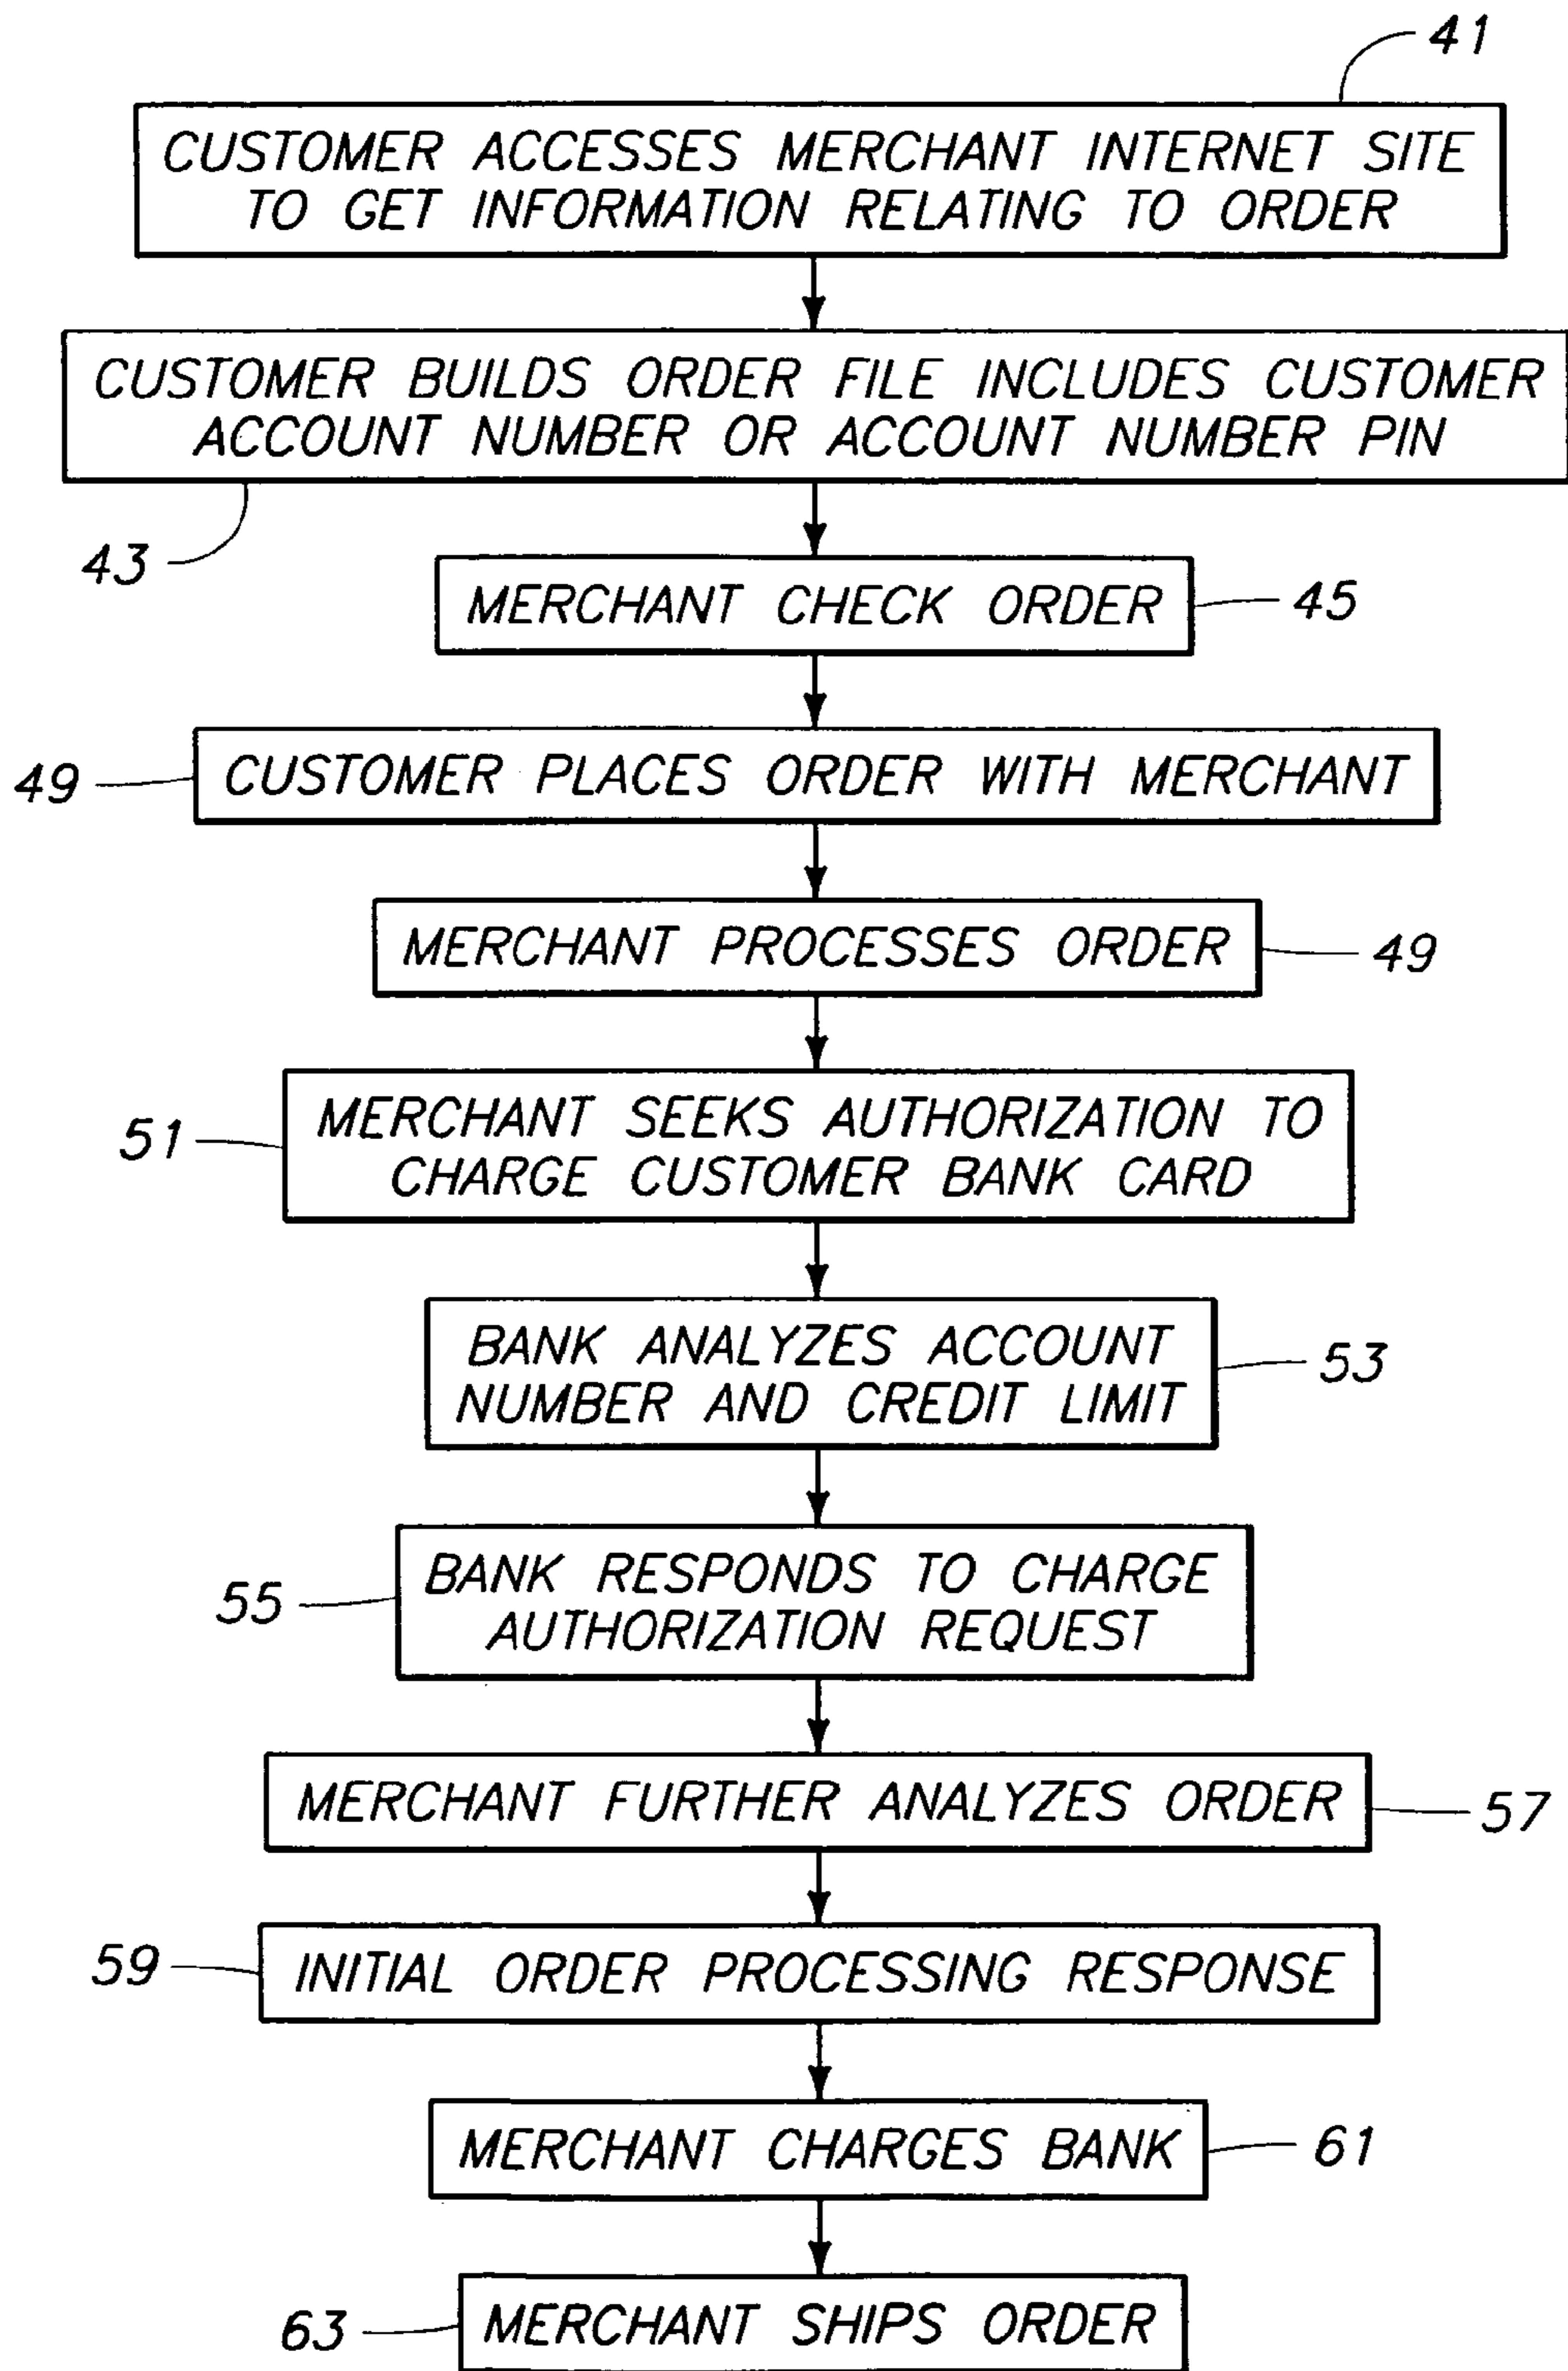 41
CUSTOMER ACCESSES MERCHANT INTERNET SITE
TO GET INFORMATION RELATING TO ORDER
CUSTOMER BUILDS ORDER FILE INCLUDES CUSTOMER
ACCOUNT NUMBER OR ACCOUNT NUMBER PIN
43
MERCHANT CHECK ORDER
45
49
CUSTOMER PLACES ORDER WITH MERCHANT
MERCHANT PROCESSES ORDER
49
51
MERCHANT SEEKS AUTHORIZATION TO
CHARGE CUSTOMER BANK CARD
BANK ANALYZES ACCOUNT
NUMBER AND CREDIT LIMIT
53
55
BANK RESPONDS TO CHARGE
AUTHORIZATION REQUEST
MERCHANT FURTHER ANALYZES ORDER
57
59
INITIAL ORDER PROCESSING RESPONSE
MERCHANT CHARGES BANK
61
63
MERCHANT SHIPS ORDER